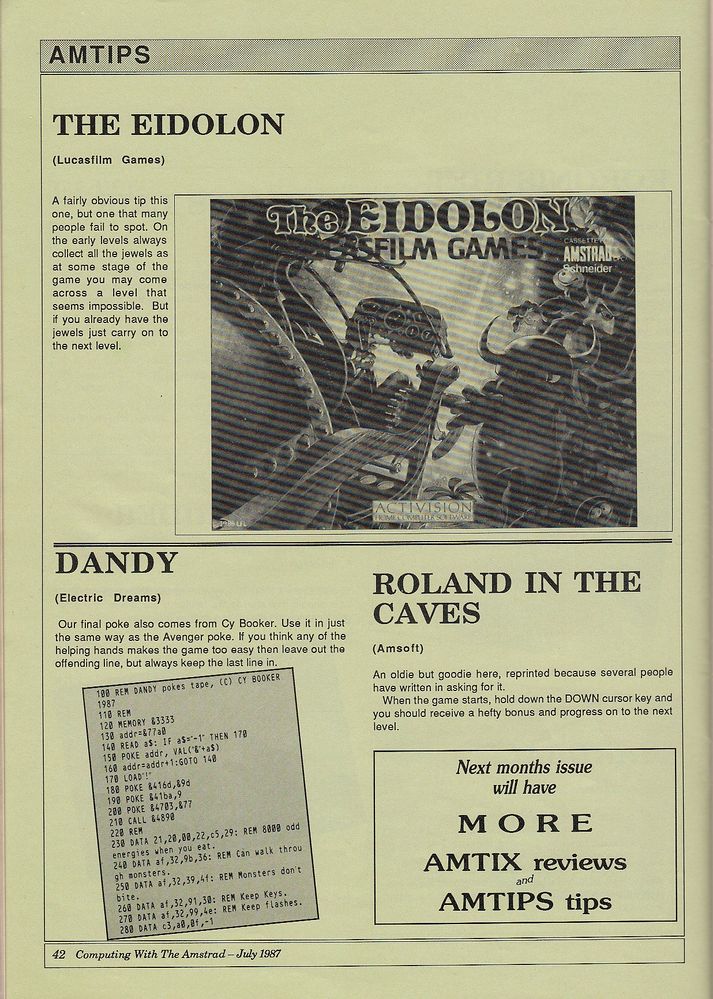 AMTIPS
THE EIDOLON
(Lucasfilm Games)
A fairly obvious tip this
one, but one that many
people fail to spot. On
the early levels always
collect all the jewels as
at some stage of the
game you may come
across a level that
seems impossible. But
if you already have the
jewels just carry on to
the next level.
The EIDOLON
LUCASFILM GAMES
CASSETTE
AMSTRAD
Schneider
ACTIVISION
HOME COMPUTER SOFTWARE
1986 LFL
DANDY
(Electric Dreams)
Our final poke also comes from Cy Booker. Use it in just
the same way as the Avenger poke. If you think any of the
helping hands makes the game too easy then leave out the
offending line, but always keep the last line in.
100 REM DANDY pokes tape, (C) CY BOOKER
1987
110 REM
120 MEMORY &3333
130 addr=&77a0
140 READ a$: IF a$="-1" THEN 170
150 POKE addr, VAL("&"+a$)
160 addr=addr+1:GOTO 140
170 LOAD"!"
180 POKE &416d,&9d
190 POKE &41ba,9
200 POKE &4703,&77
210 CALL &4090
220 REM
230 DATA 21,20,00,22,c5,29: REM 8000 odd
energies when you eat.
240 DATA af,32,9b,36: REM Can walk throu
gh monsters.
250 DATA af,32,39,4f: REM Monsters don't
bite.
260 DATA af,32,91,30: REM Keep Keys.
270 DATA af,32,99,4e: REM Keep flashes.
280 DATA c3,a0,0f,-1
ROLAND IN THE
CAVES
(Amsoft)
An oldie but goodie here, reprinted because several people
have written in asking for it.
When the game starts, hold down the DOWN cursor key and
you should receive a hefty bonus and progress on to the next
level.
Next months issue
will have
MORE
AMTIX reviews
and
AMTIPS tips
42 Computing With The Amstrad – July 1987